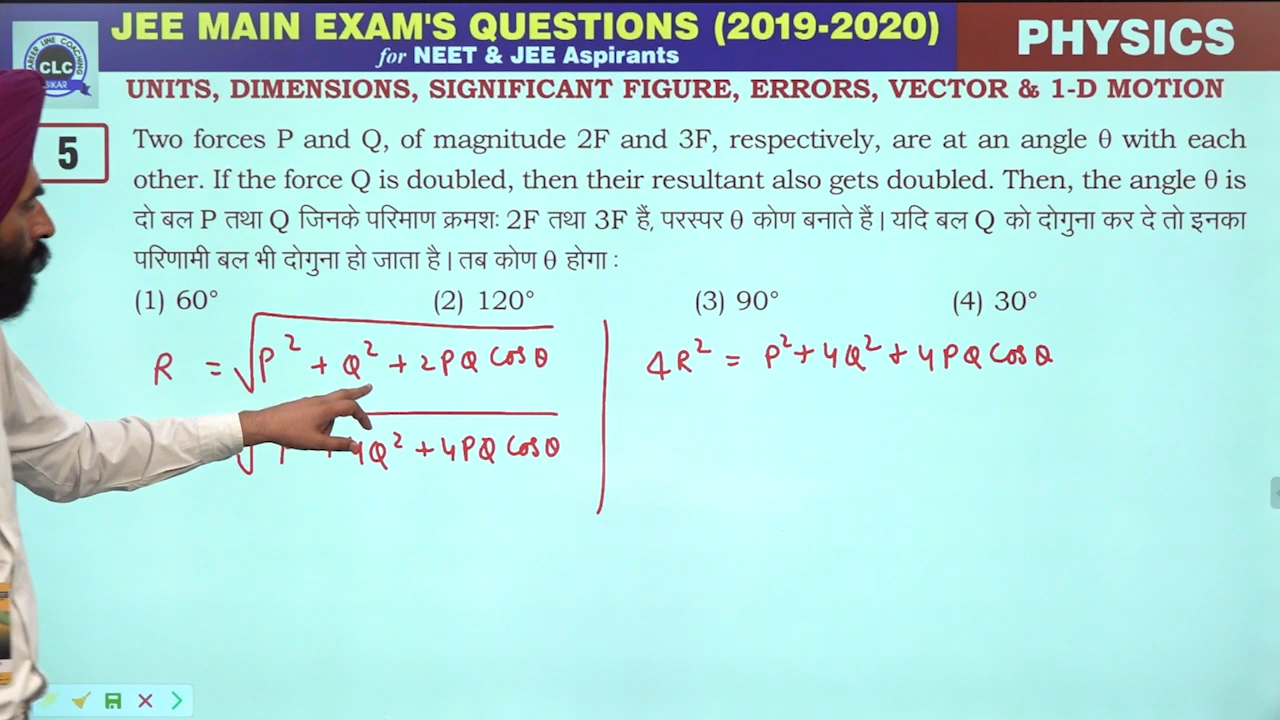 JEE MAIN EXAM'S QUESTIONS (2019-2020)
for NEET & JEE Aspirants
PHYSICS
CLC
UNITS, DIMENSIONS, SIGNIFICANT FIGURE, ERRORS, VECTOR & 1-D MOTION
5
Two forces P and Q, of magnitude 2F and 3F, respectively, are at an angle θ with each
other. If the force Q is doubled, then their resultant also gets doubled. Then, the angle θ is
दो बल P तथा Q जिनके परिमाण क्रमशः 2F तथा 3F हैं, परस्पर θ कोण बनाते हैं। यदि बल Q को दोगुना कर दे तो इनका
परिणामी बल भी दोगुना हो जाता है। तब कोण θ होगा :
(1) 60° (2) 120° (3) 90° (4) 30°
R = √P² + Q² + 2PQ Cosθ
4Q² + 4PQ Cosθ
4R² = P² + 4Q² + 4PQ Cosθ